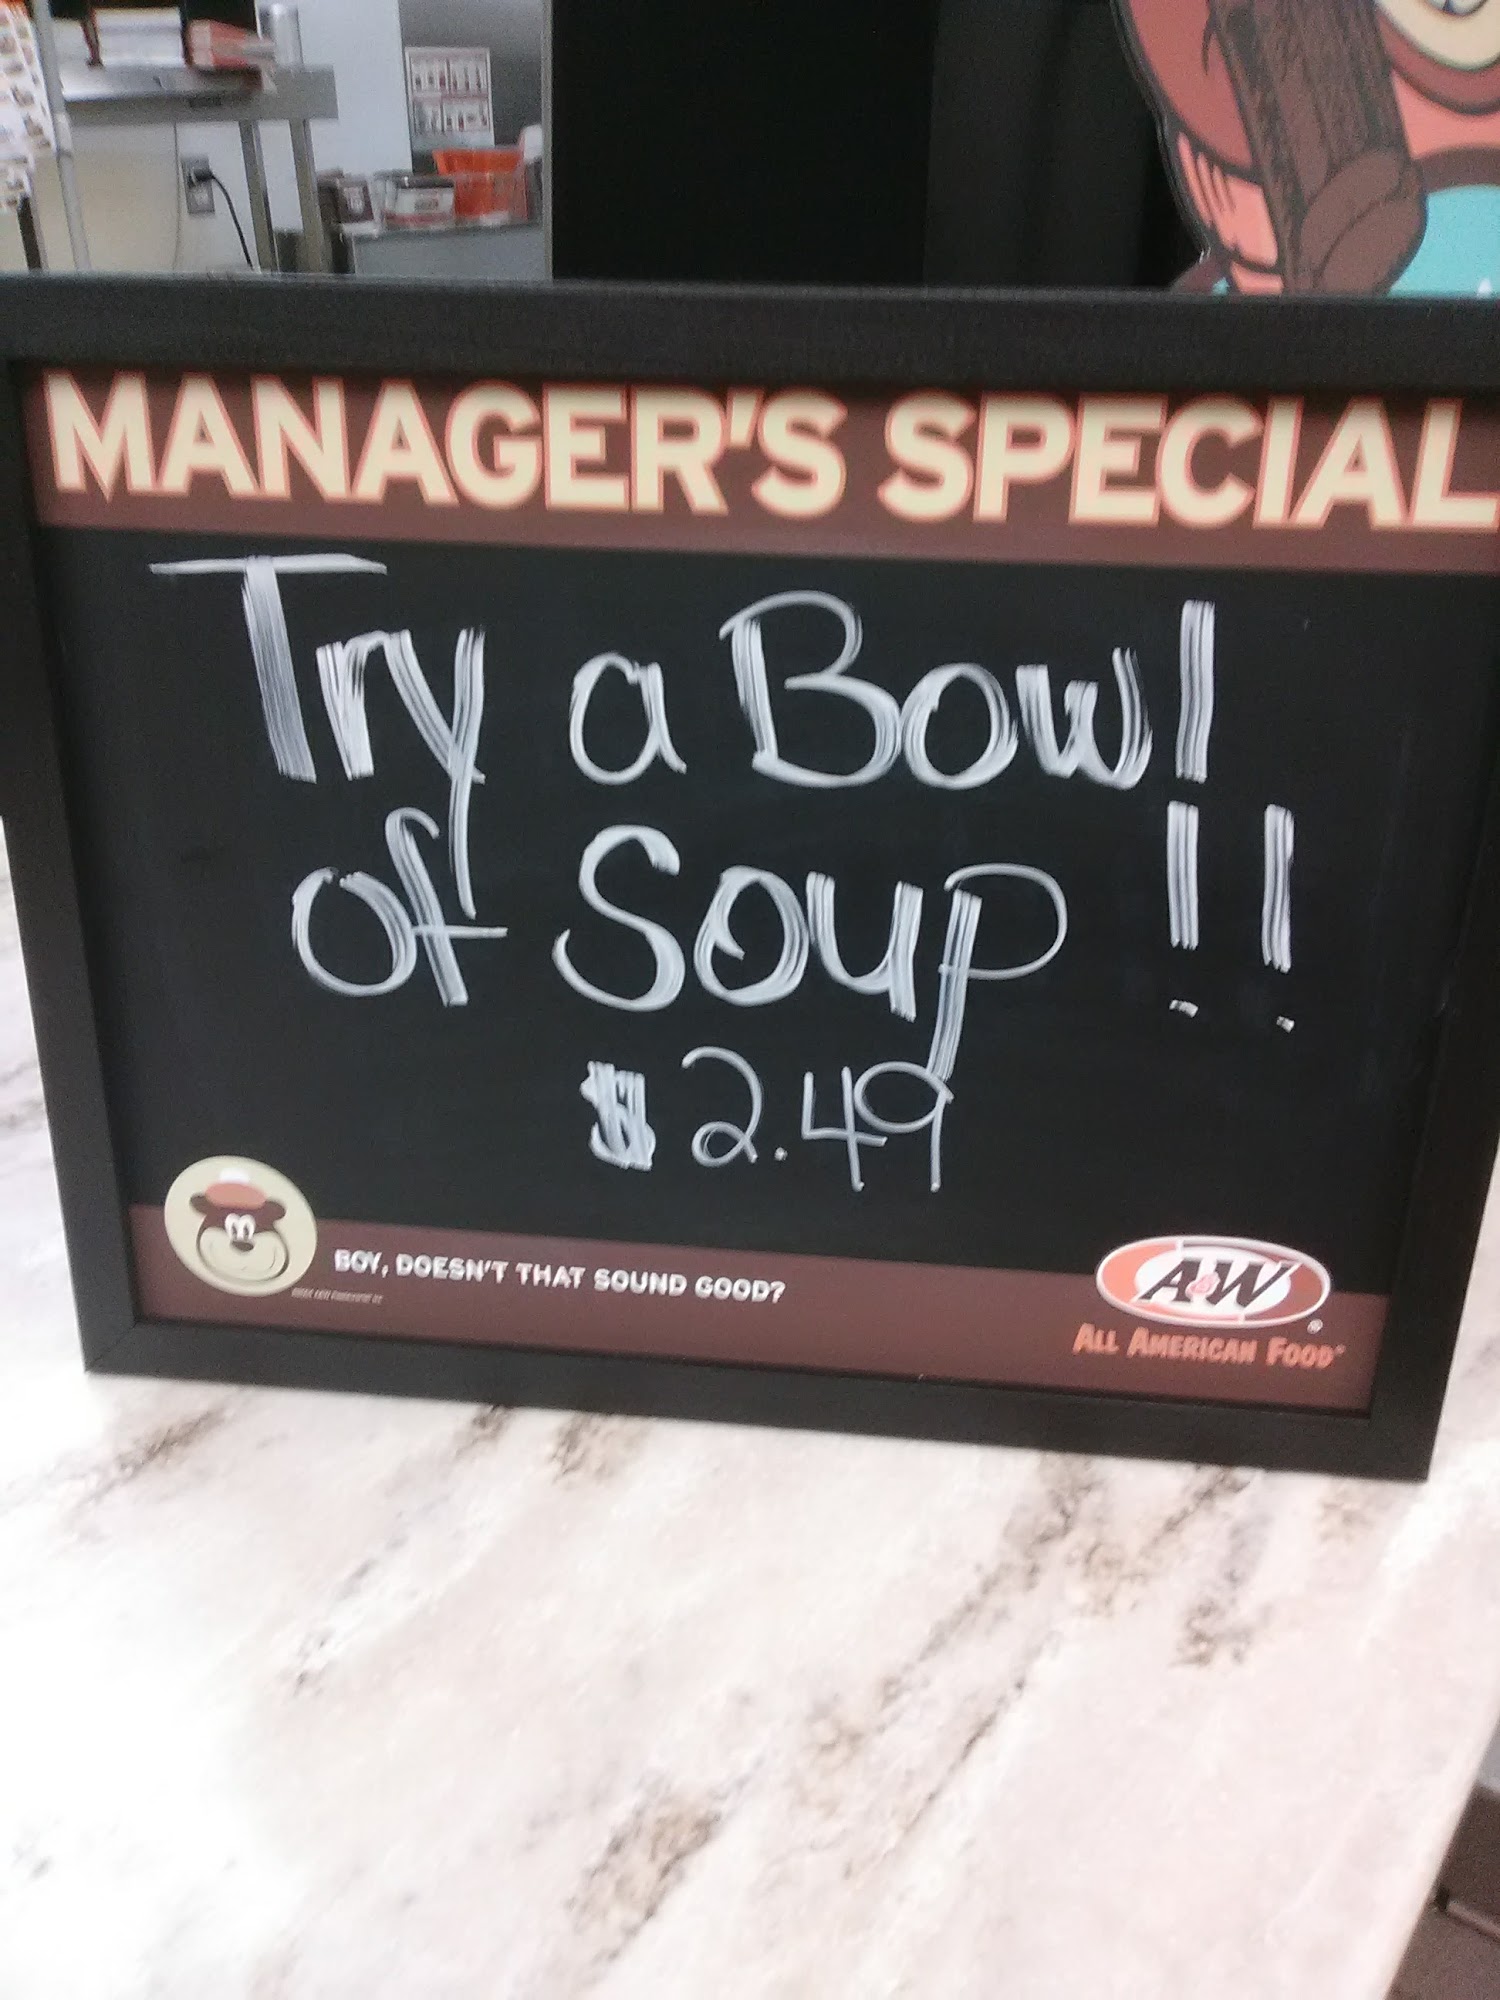 MANAGER'S SPECIAL
Try a Bowl
of Soup!!
$2.49
BOY, DOESN'T THAT SOUND GOOD?
A&W®
ALL AMERICAN FOOD